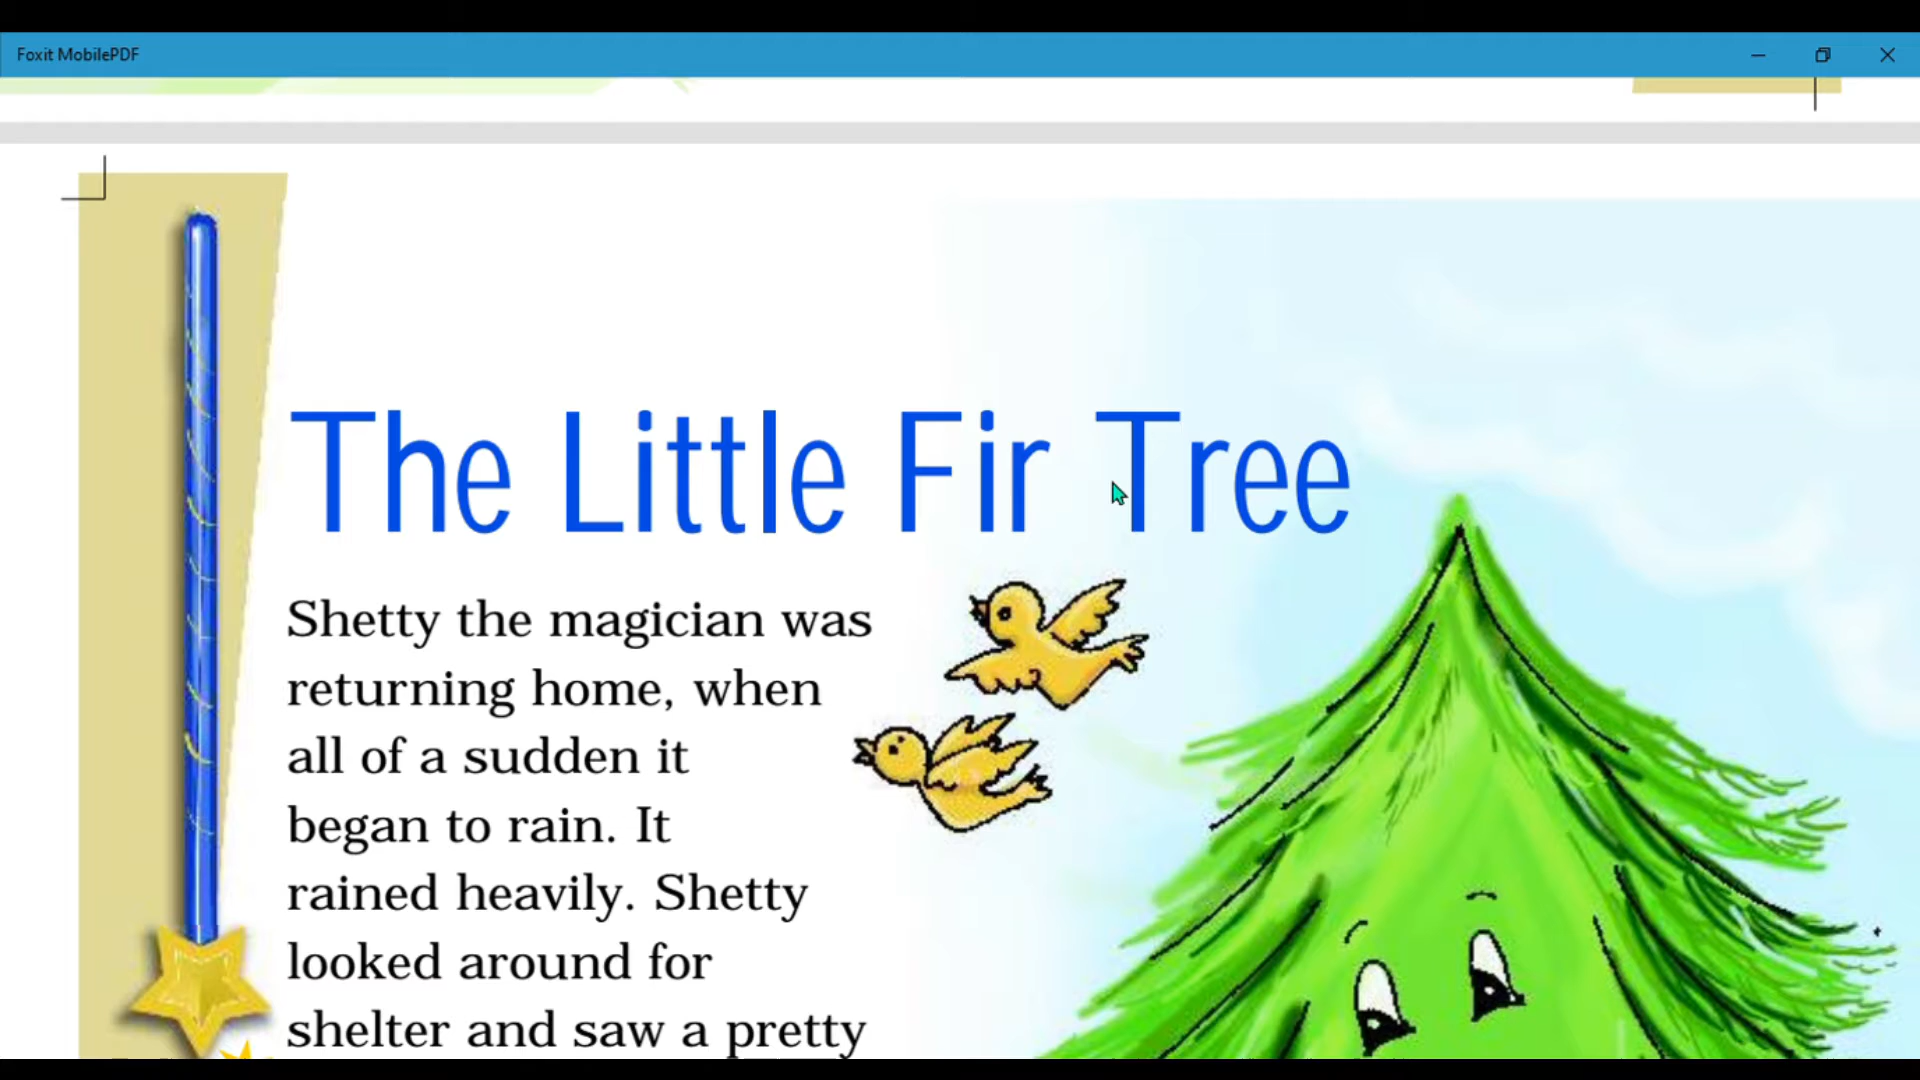 Foxit MobilePDF
The Little Fir Tree
Shetty the magician was
returning home, when
all of a sudden it
began to rain. It
rained heavily. Shetty
looked around for
shelter and saw a pretty